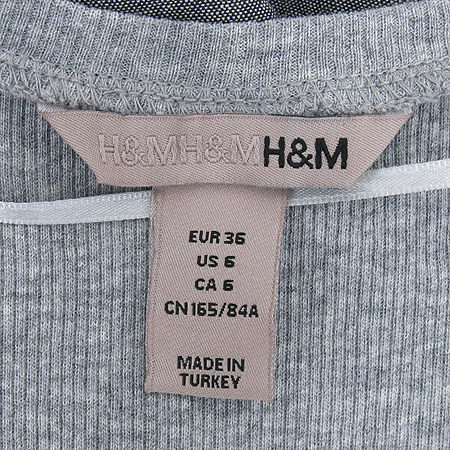 H&MH&MH&M
EUR 36
US 6
CA 6
CN 165/84A
MADE IN
TURKEY